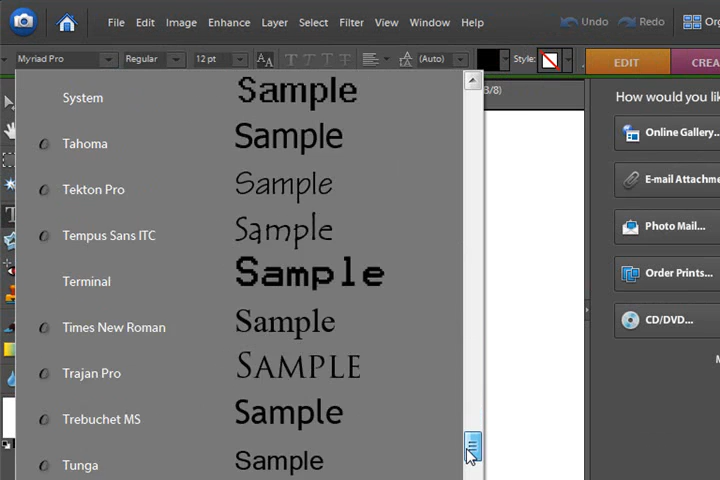 File Edit Image Enhance Layer Select Filter View Window Help Undo Redo
Myriad Pro Regular 12 pt (Auto) Style: EDIT
System Sample
Tahoma Sample
Tekton Pro Sample
Tempus Sans ITC Sample
Terminal Sample
Times New Roman Sample
Trajan Pro SAMPLE
Trebuchet MS Sample
Tunga Sample
3/8)
How would you lik
Online Gallery...
E-mail Attachme
Photo Mail...
Order Prints...
CD/DVD...